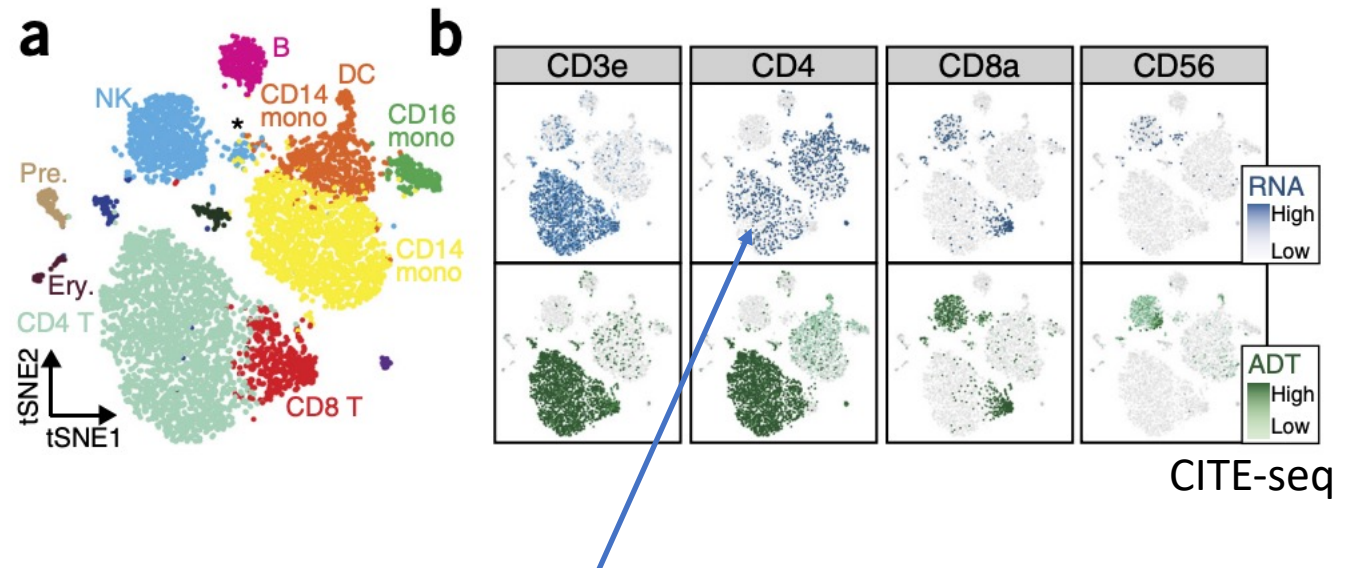 a
B
NK
CD14
mono
DC
CD16
mono
*
Pre.
CD14
mono
Ery.
CD4 T
CD8 T
tSNE2
tSNE1
b
CD3e
CD4
CD8a
CD56
RNA
High
Low
ADT
High
Low
CITE-seq